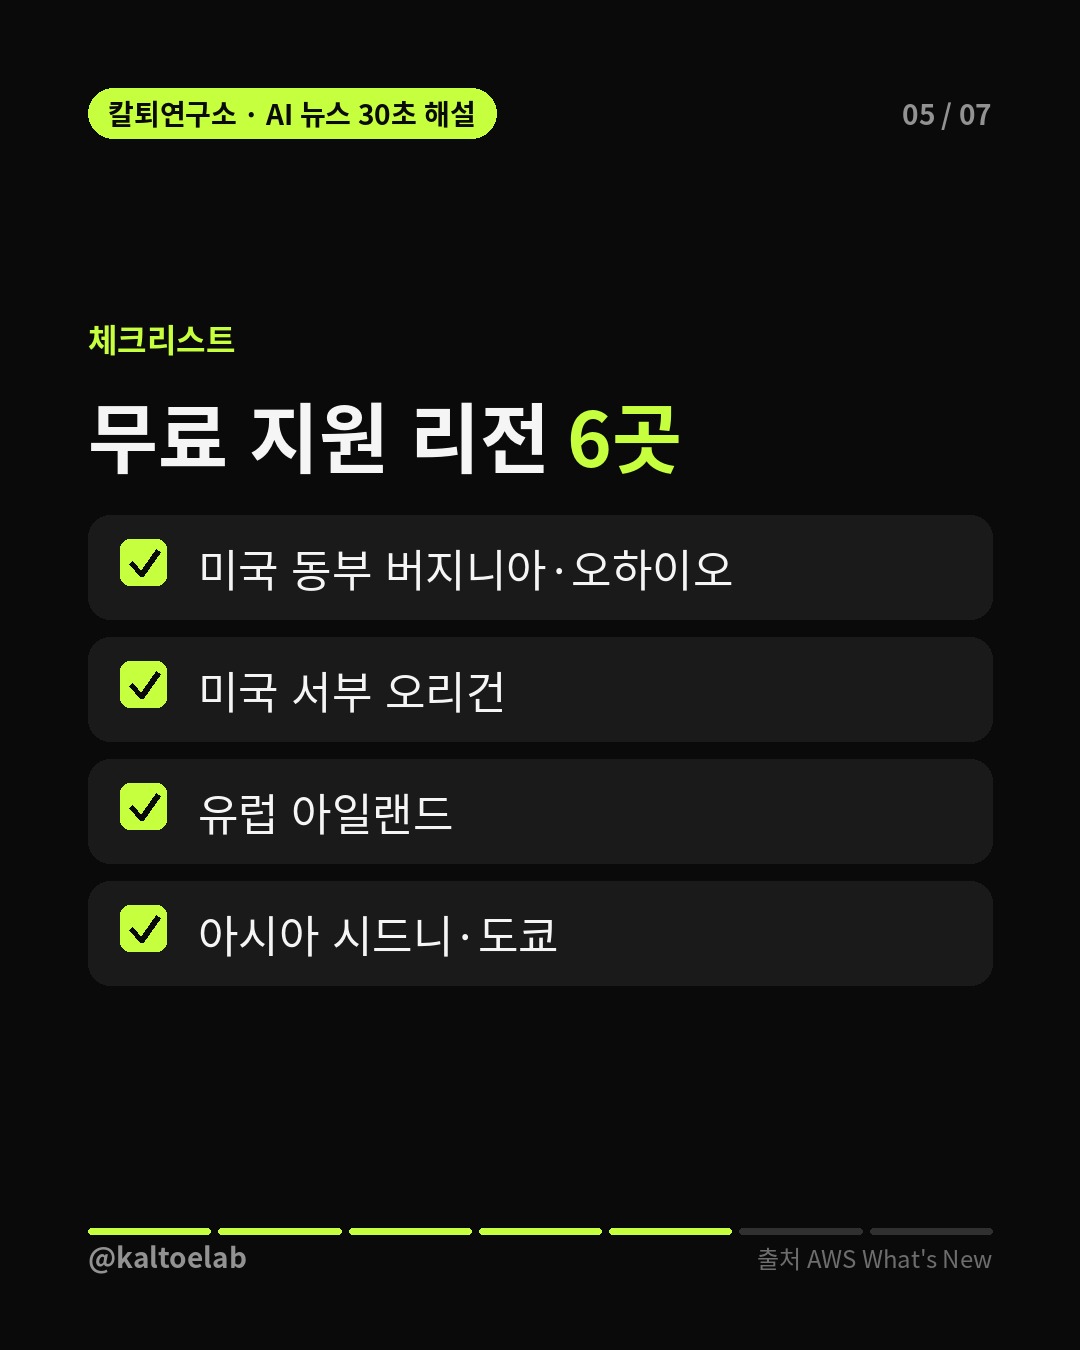 칼퇴연구소 · AI 뉴스 30초 해설
05 / 07
체크리스트
무료 지원 리전 6곳
미국 동부 버지니아·오하이오
미국 서부 오리건
유럽 아일랜드
아시아 시드니·도쿄
@kaltoelab
출처 AWS What's New